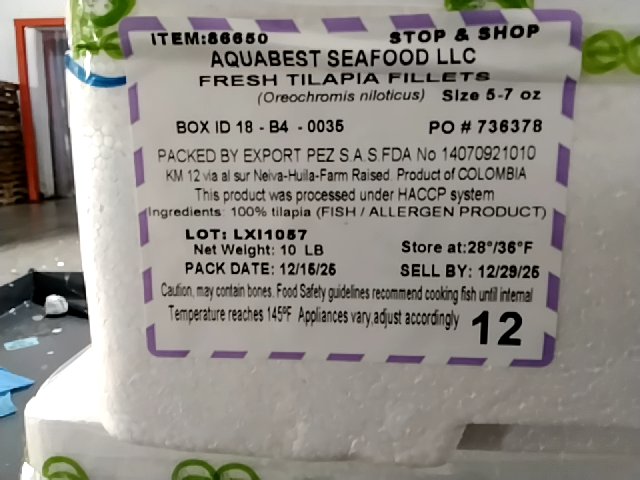 ITEM:86650 STOP & SHOP
AQUABEST SEAFOOD LLC
FRESH TILAPIA FILLETS
(Oreochromis niloticus) Size 5-7 oz
BOX ID 18 - B4 - 0035 PO # 736378
PACKED BY EXPORT PEZ S.A.S.FDA No 14070921010
KM 12 via al sur Neiva-Huila-Farm Raised. Product of COLOMBIA
This product was processed under HACCP system
Ingredients: 100% tilapia (FISH / ALLERGEN PRODUCT)
LOT: LXI1057
Net Weight: 10 LB Store at:28°/36°F
PACK DATE: 12/15/25 SELL BY: 12/29/25
Caution, may contain bones. Food Safety guidelines recommend cooking fish until internal
Temperature reaches 145ºF Appliances vary,adjust accordingly 12